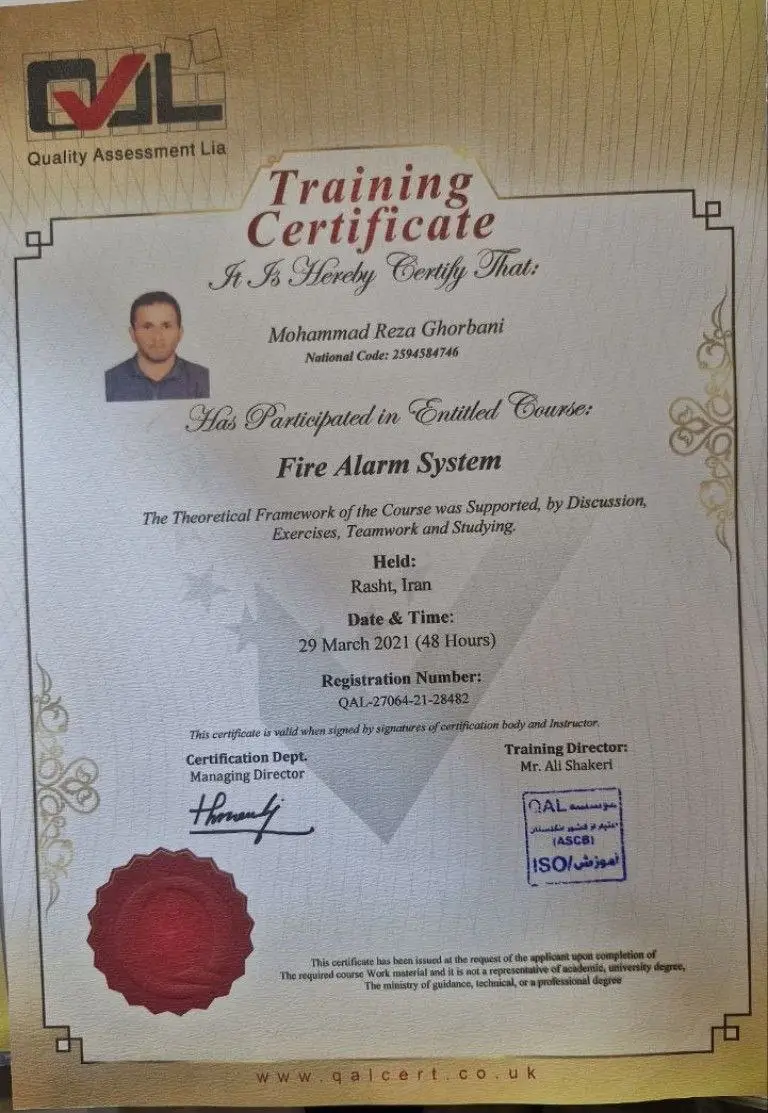 QAL
Quality Assessment Lia
Training
Certificate
It Is Hereby Certify That:
Mohammad Reza Ghorbani
National Code: 2594584746
Has Participated in Entitled Course:
Fire Alarm System
The Theoretical Framework of the Course was Supported, by Discussion,
Exercises, Teamwork and Studying.
Held:
Rasht, Iran
Date & Time:
29 March 2021 (48 Hours)
Registration Number:
QAL-27064-21-28482
This certificate is valid when signed by signatures of certification body and Instructor.
Certification Dept.
Managing Director
Training Director:
Mr. Ali Shakeri
موسسه QAL
(ASCB)
آموزش/ISO
This certificate has been issued at the request of the applicant upon completion of
The required course Work material and it is not a representative of academic, university degree,
The ministry of guidance, technical, or a professional degree
www.qalcert.co.uk